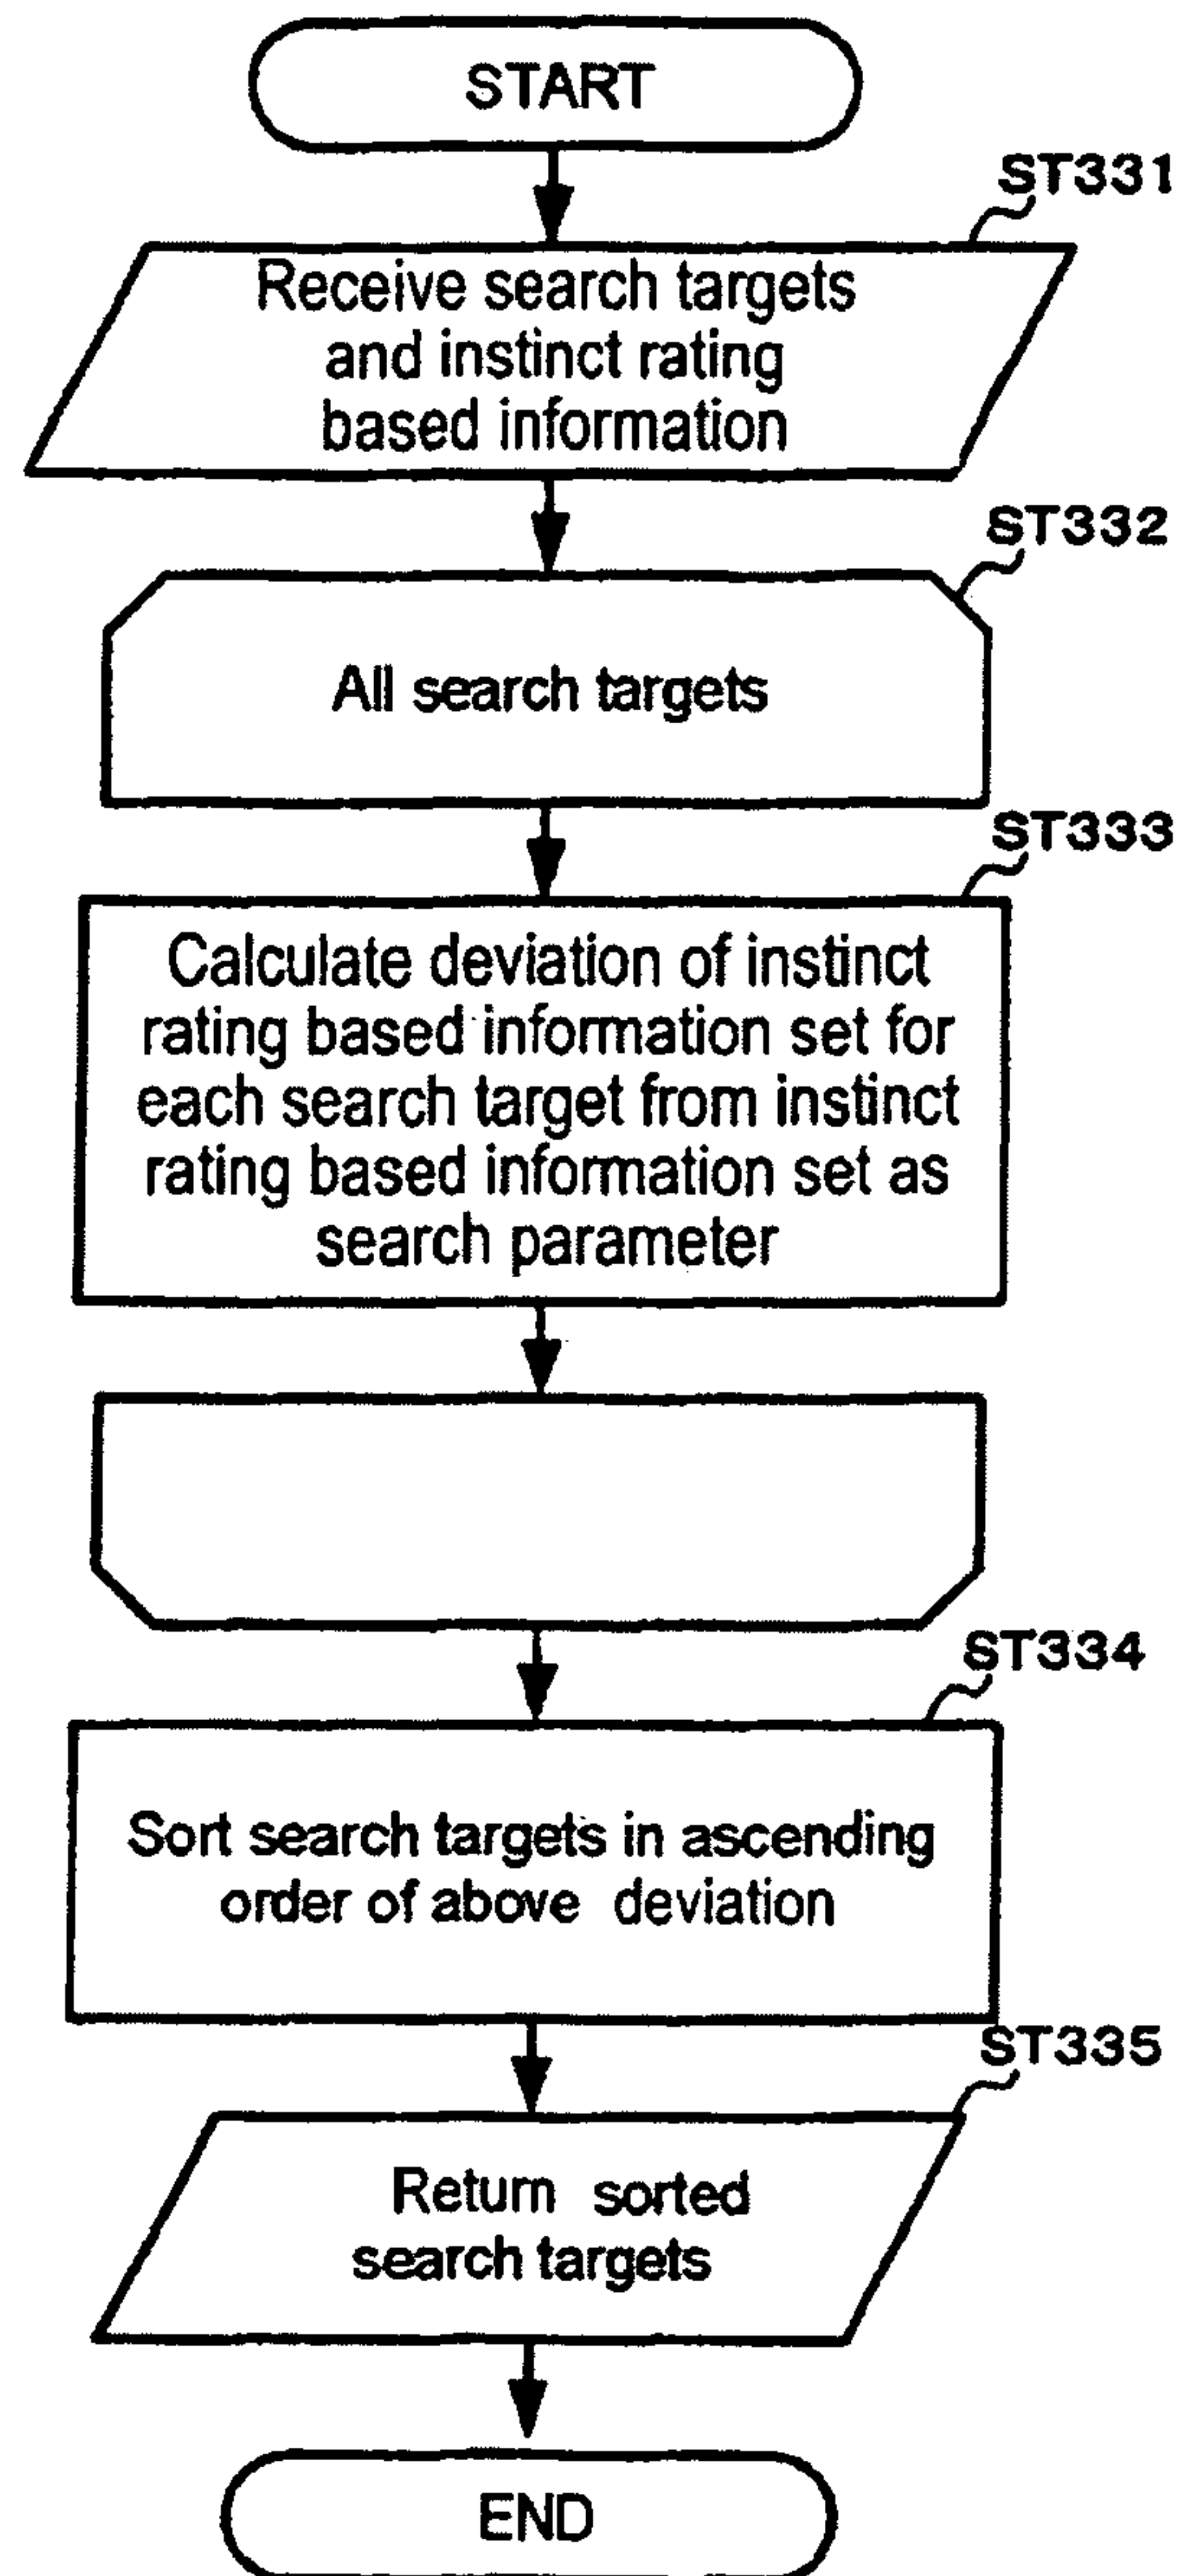 START
ST331
Receive search targets
and instinct rating
based information
ST332
All search targets
ST333
Calculate deviation of instinct
rating based information set for
each search target from instinct
rating based information set as
search parameter
ST334
Sort search targets in ascending
order of above deviation
ST335
Return sorted
search targets
END